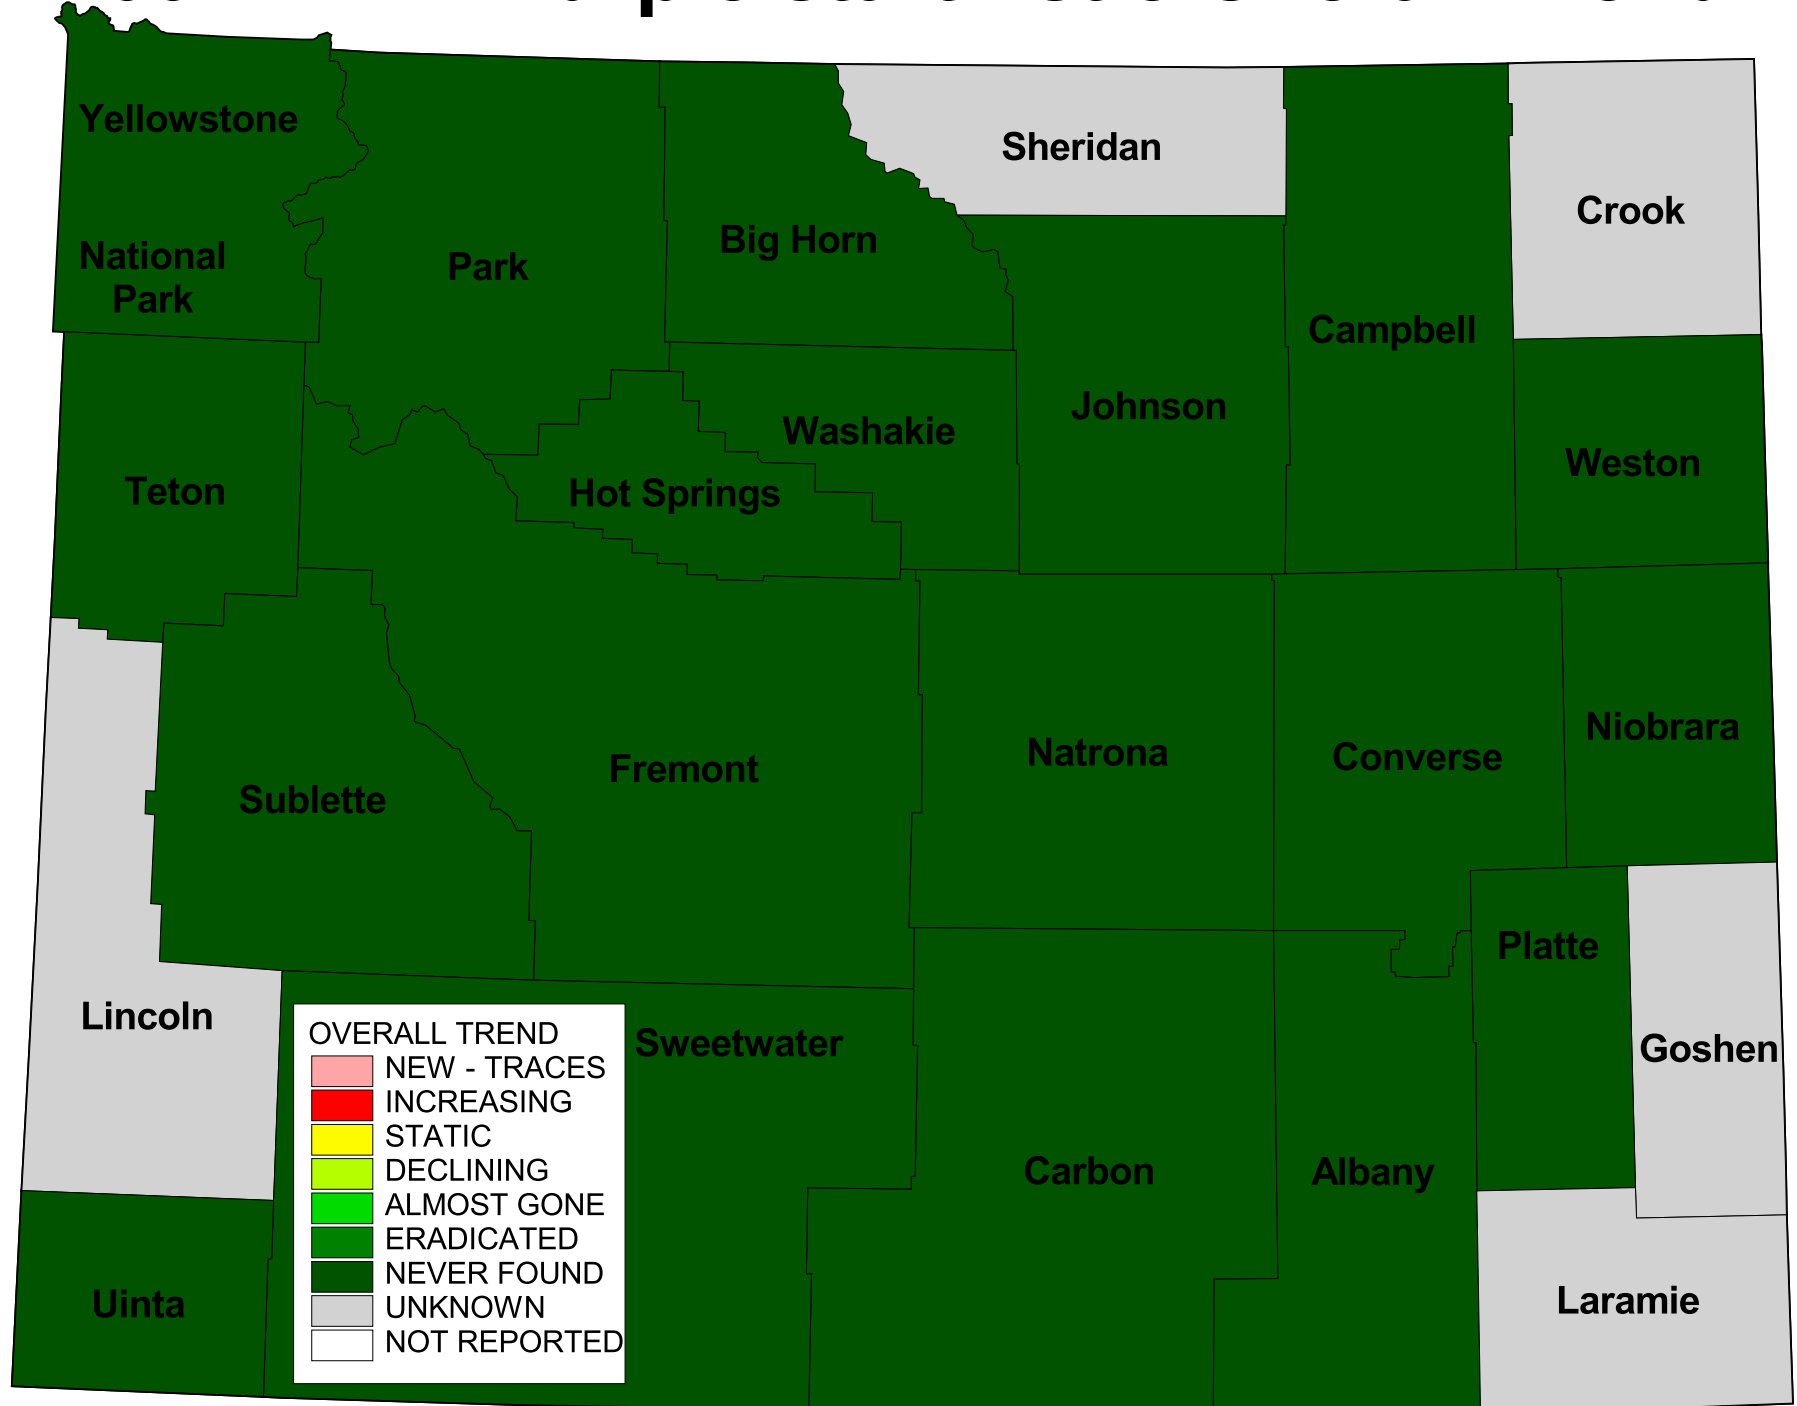 Yellowstone
National
Park
Park
Big Horn
Sheridan
Campbell
Crook
Teton
Hot Springs
Washakie
Johnson
Weston
Sublette
Fremont
Natrona
Converse
Niobrara
Lincoln
Sweetwater
Carbon
Albany
Platte
Goshen
Uinta
Laramie
OVERALL TREND
NEW - TRACES
INCREASING
STATIC
DECLINING
ALMOST GONE
ERADICATED
NEVER FOUND
UNKNOWN
NOT REPORTED